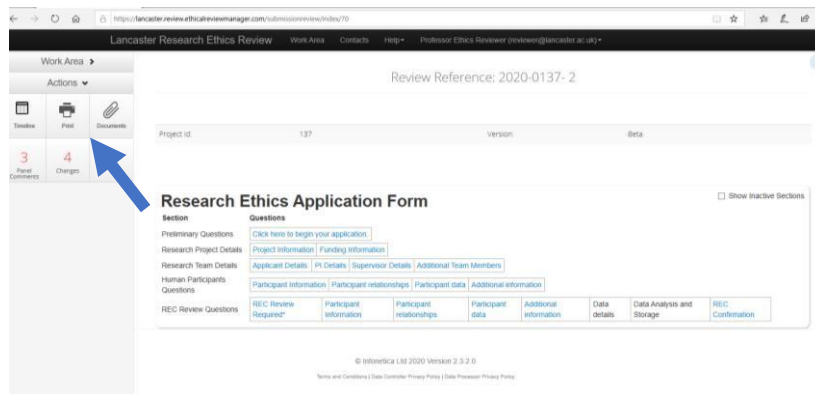 https://lancaster.review.ethicalreviewmanager.com/submissionreview/index/70
Lancaster Research Ethics Review Work Area Contacts Help Professor Ethics Reviewer (reviewer@lancaster.ac.uk)
Work Area
Actions
Review Reference: 2020-0137- 2
Timeline Print Documents
Project Id: 137 Version: Beta
3 4
Panel Comments Changes
Research Ethics Application Form Show Inactive Sections
Section Questions
Preliminary Questions Click here to begin your application.
Research Project Details Project Information Funding Information
Research Team Details Applicant Details PI Details Supervisor Details Additional Team Members
Human Participants Questions Participant Information Participant relationships Participant data Additional information
REC Review Questions REC Review Required* Participant information Participant relationships Participant data Additional information Data details Data Analysis and Storage REC Confirmation
© Infonetica Ltd 2020 Version 2.3.2.0
Terms and Conditions | Data Controller Privacy Policy | Data Processor Privacy Policy